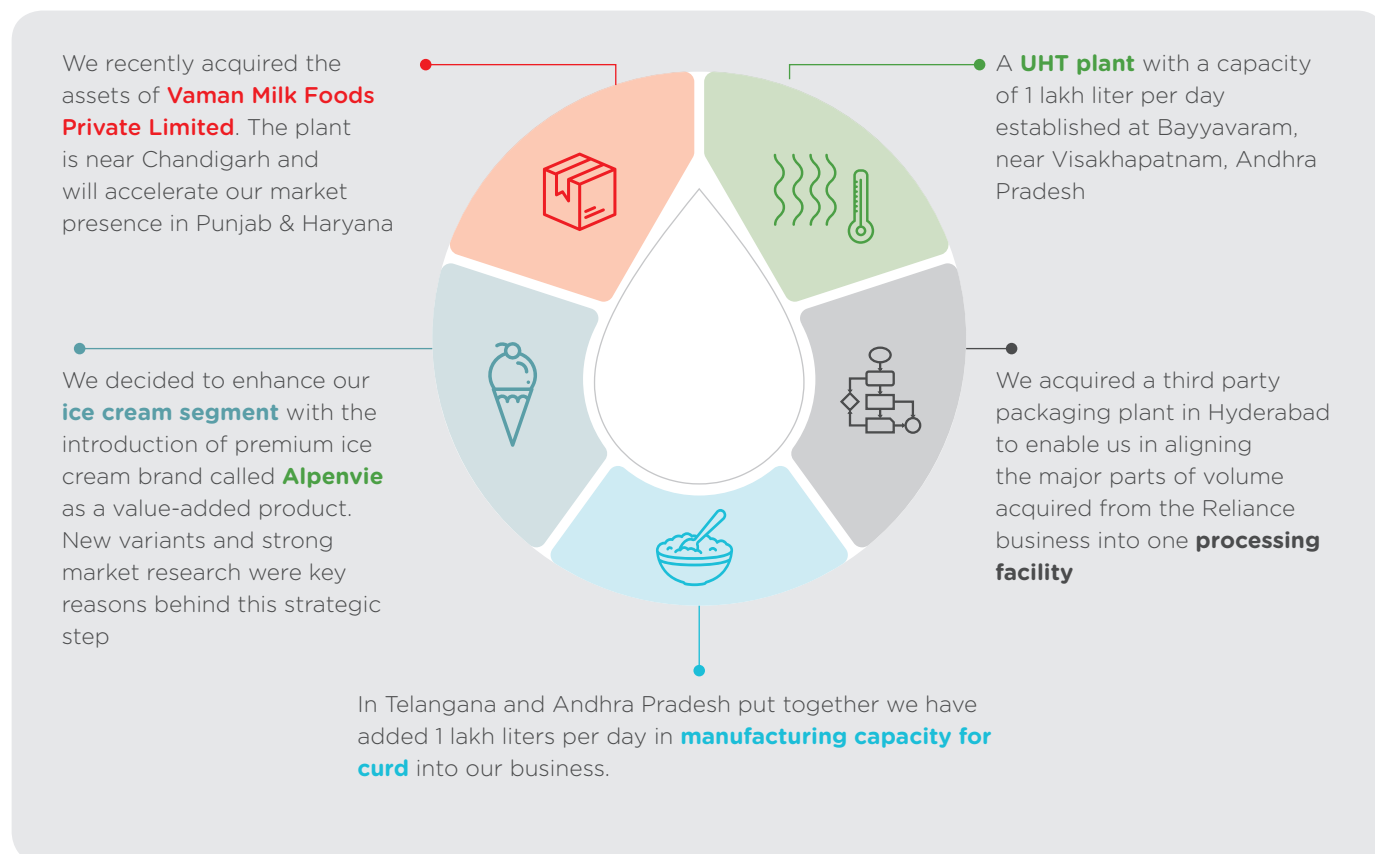 We recently acquired the
assets of Vaman Milk Foods
Private Limited. The plant
is near Chandigarh and
will accelerate our market
presence in Punjab & Haryana
A UHT plant with a capacity
of 1 lakh liter per day
established at Bayyavaram,
near Visakhapatnam, Andhra
Pradesh
We decided to enhance our
ice cream segment with the
introduction of premium ice
cream brand called Alpenvie
as a value-added product.
New variants and strong
market research were key
reasons behind this strategic
step
We acquired a third party
packaging plant in Hyderabad
to enable us in aligning
the major parts of volume
acquired from the Reliance
business into one processing
facility
In Telangana and Andhra Pradesh put together we have
added 1 lakh liters per day in manufacturing capacity for
curd into our business.